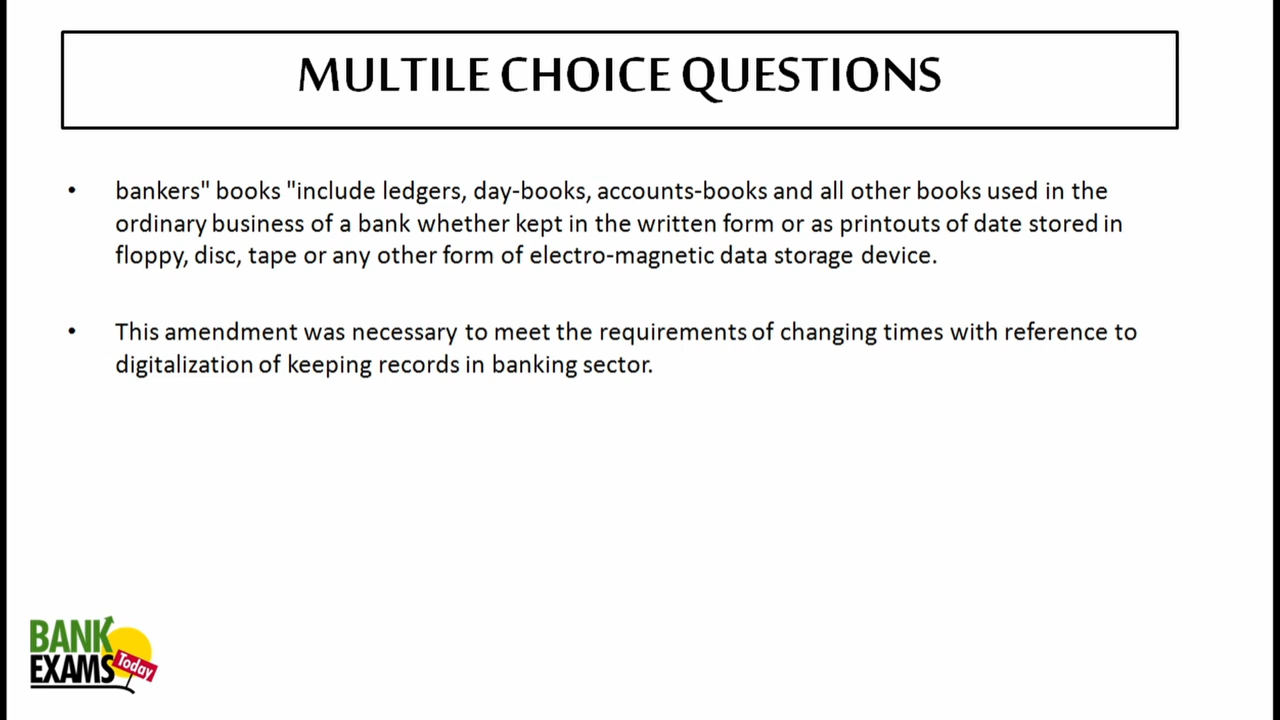 MULTILE CHOICE QUESTIONS
• bankers" books "include ledgers, day-books, accounts-books and all other books used in the
ordinary business of a bank whether kept in the written form or as printouts of date stored in
floppy, disc, tape or any other form of electro-magnetic data storage device.
• This amendment was necessary to meet the requirements of changing times with reference to
digitalization of keeping records in banking sector.
BANK
EXAMS
Today